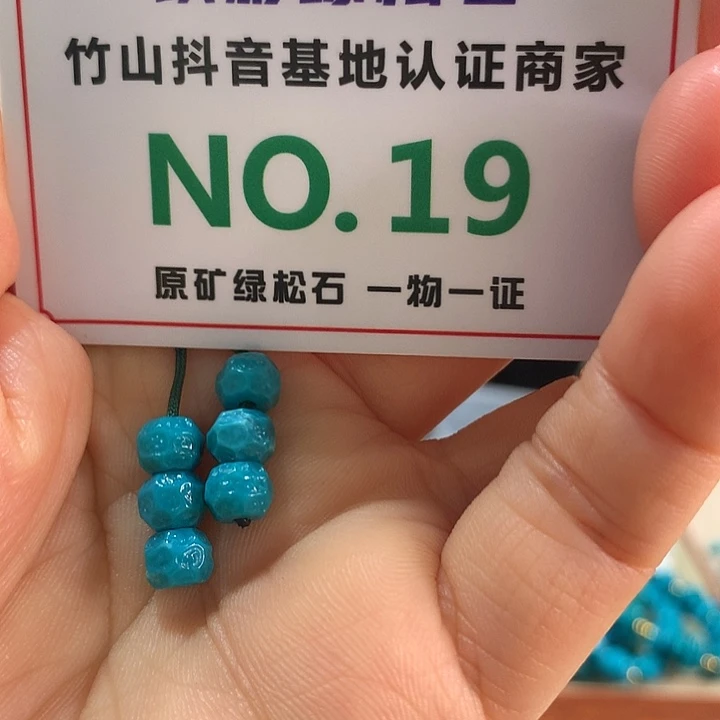 竹山抖音基地认证商家
NO.19
原矿绿松石 一物一证